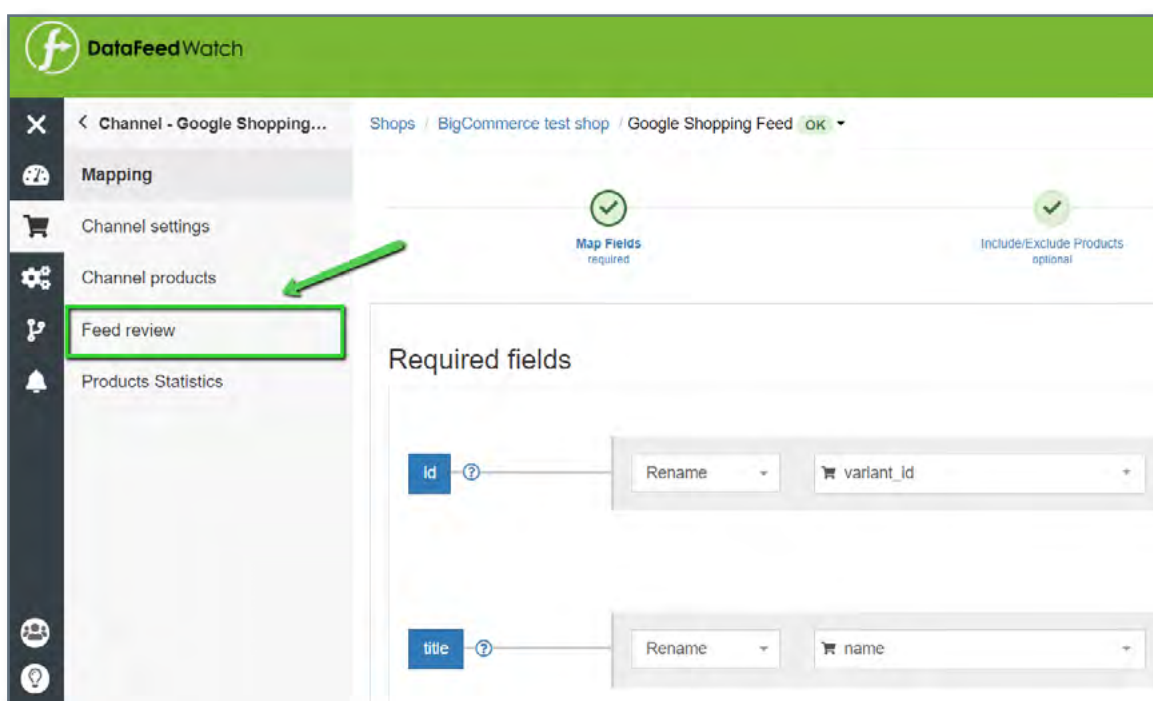 DataFeedWatch
Channel - Google Shopping...
Shops / BigCommerce test shop / Google Shopping Feed OK
Mapping
Channel settings
Channel products
Feed review
Products Statistics
Map Fields
required
Include/Exclude Products
optional
Required fields
id ? Rename variant_id
title ? Rename name